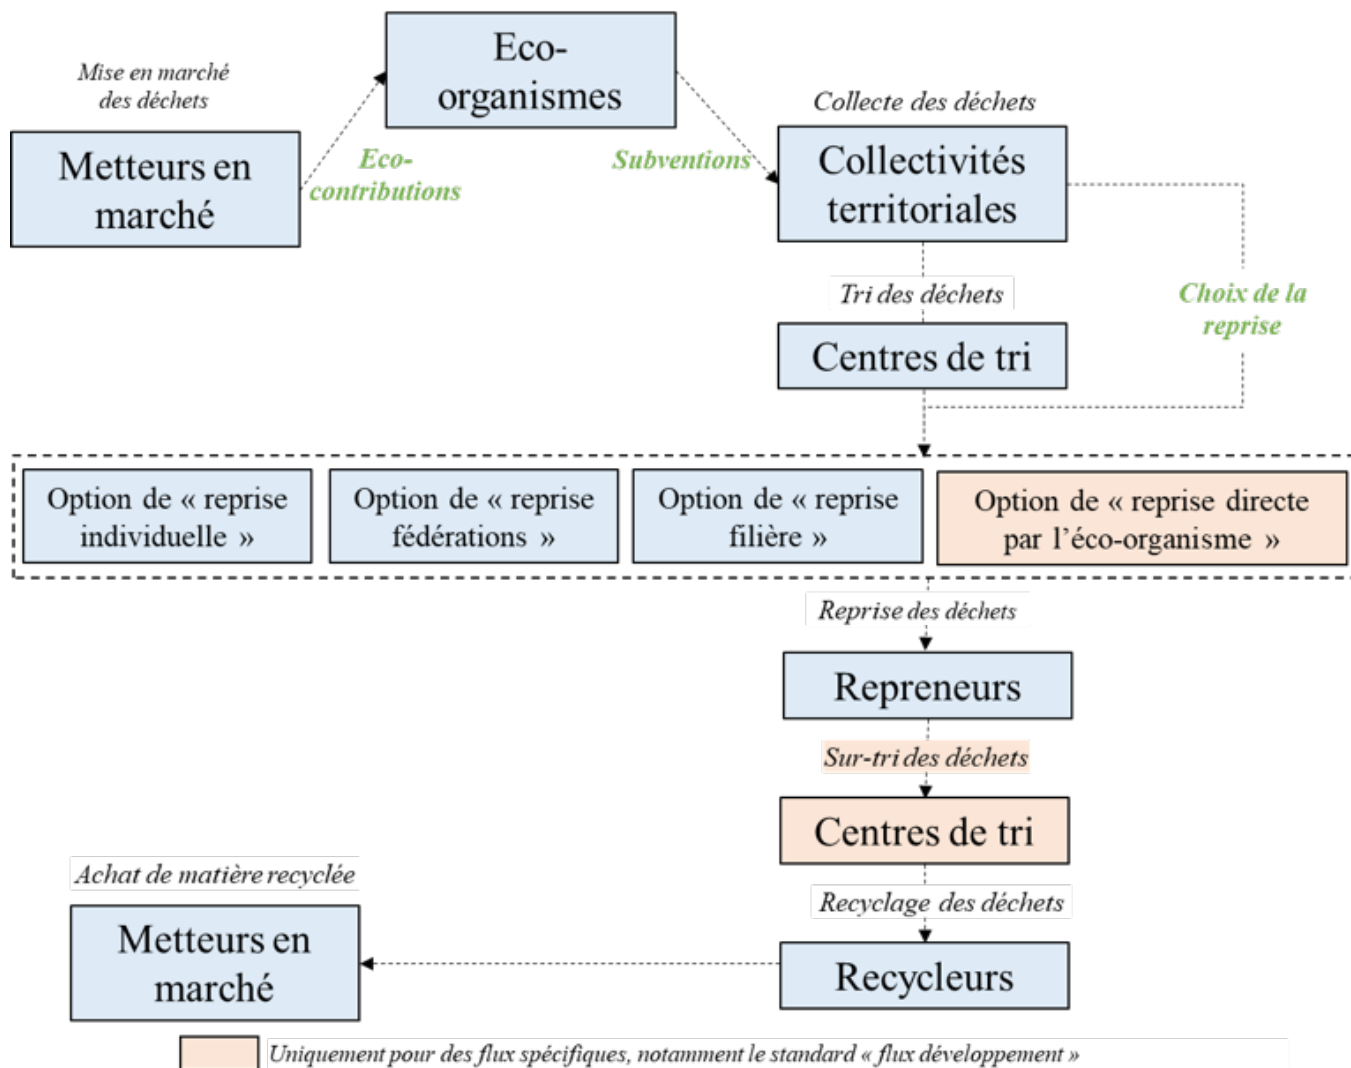 Eco-
organismes
Mise en marché
des déchets
Metteurs en
marché
Eco-
contributions
Subventions
Collecte des déchets
Collectivités
territoriales
Tri des déchets
Choix de la
reprise
Centres de tri
Option de « reprise
individuelle »
Option de « reprise
fédérations »
Option de « reprise
filière »
Option de « reprise directe
par l’éco-organisme »
Reprise des déchets
Repreneurs
Sur-tri des déchets
Centres de tri
Recyclage des déchets
Recycleurs
Achat de matière recyclée
Metteurs en
marché
Uniquement pour des flux spécifiques, notamment le standard « flux développement »